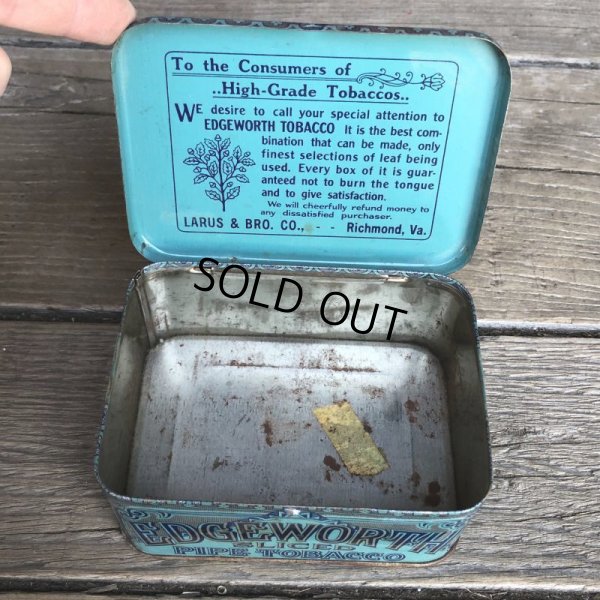 To the Consumers of
..High-Grade Tobaccos..
WE desire to call your special attention to
EDGEWORTH TOBACCO It is the best com-
bination that can be made, only
finest selections of leaf being
used. Every box of it is guar-
anteed not to burn the tongue
and to give satisfaction.
We will cheerfully refund money to
any dissatisfied purchaser.
LARUS & BRO. CO., - - Richmond, Va.
SOLD OUT
EDGEWORTH
SLICED
PIPE TOBACCO